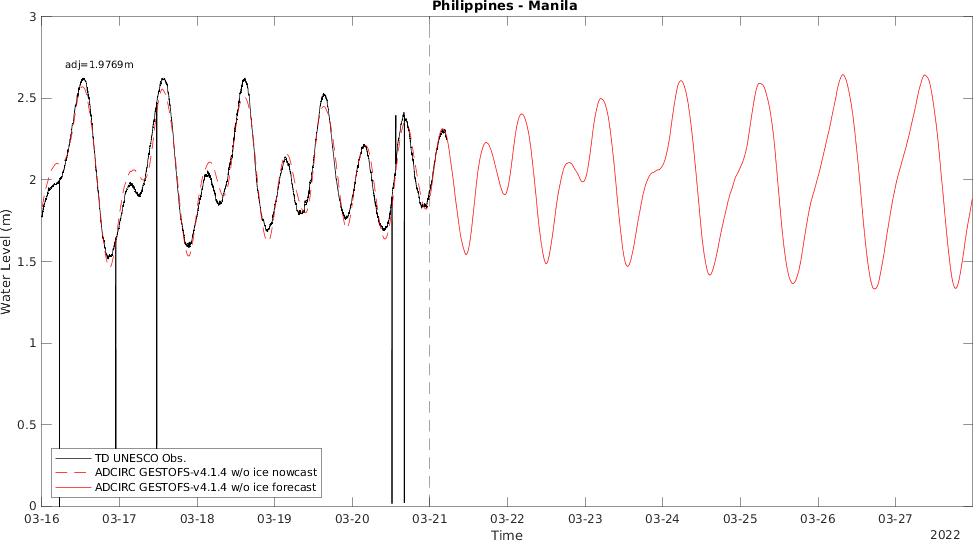 Philippines - Manila
adj=1.9769m
3
2.5
2
1.5
1
0.5
0
Water Level (m)
TD UNESCO Obs.
ADCIRC GESTOFS-v4.1.4 w/o ice nowcast
ADCIRC GESTOFS-v4.1.4 w/o ice forecast
03-16 03-17 03-18 03-19 03-20 03-21 03-22 03-23 03-24 03-25 03-26 03-27
Time
2022